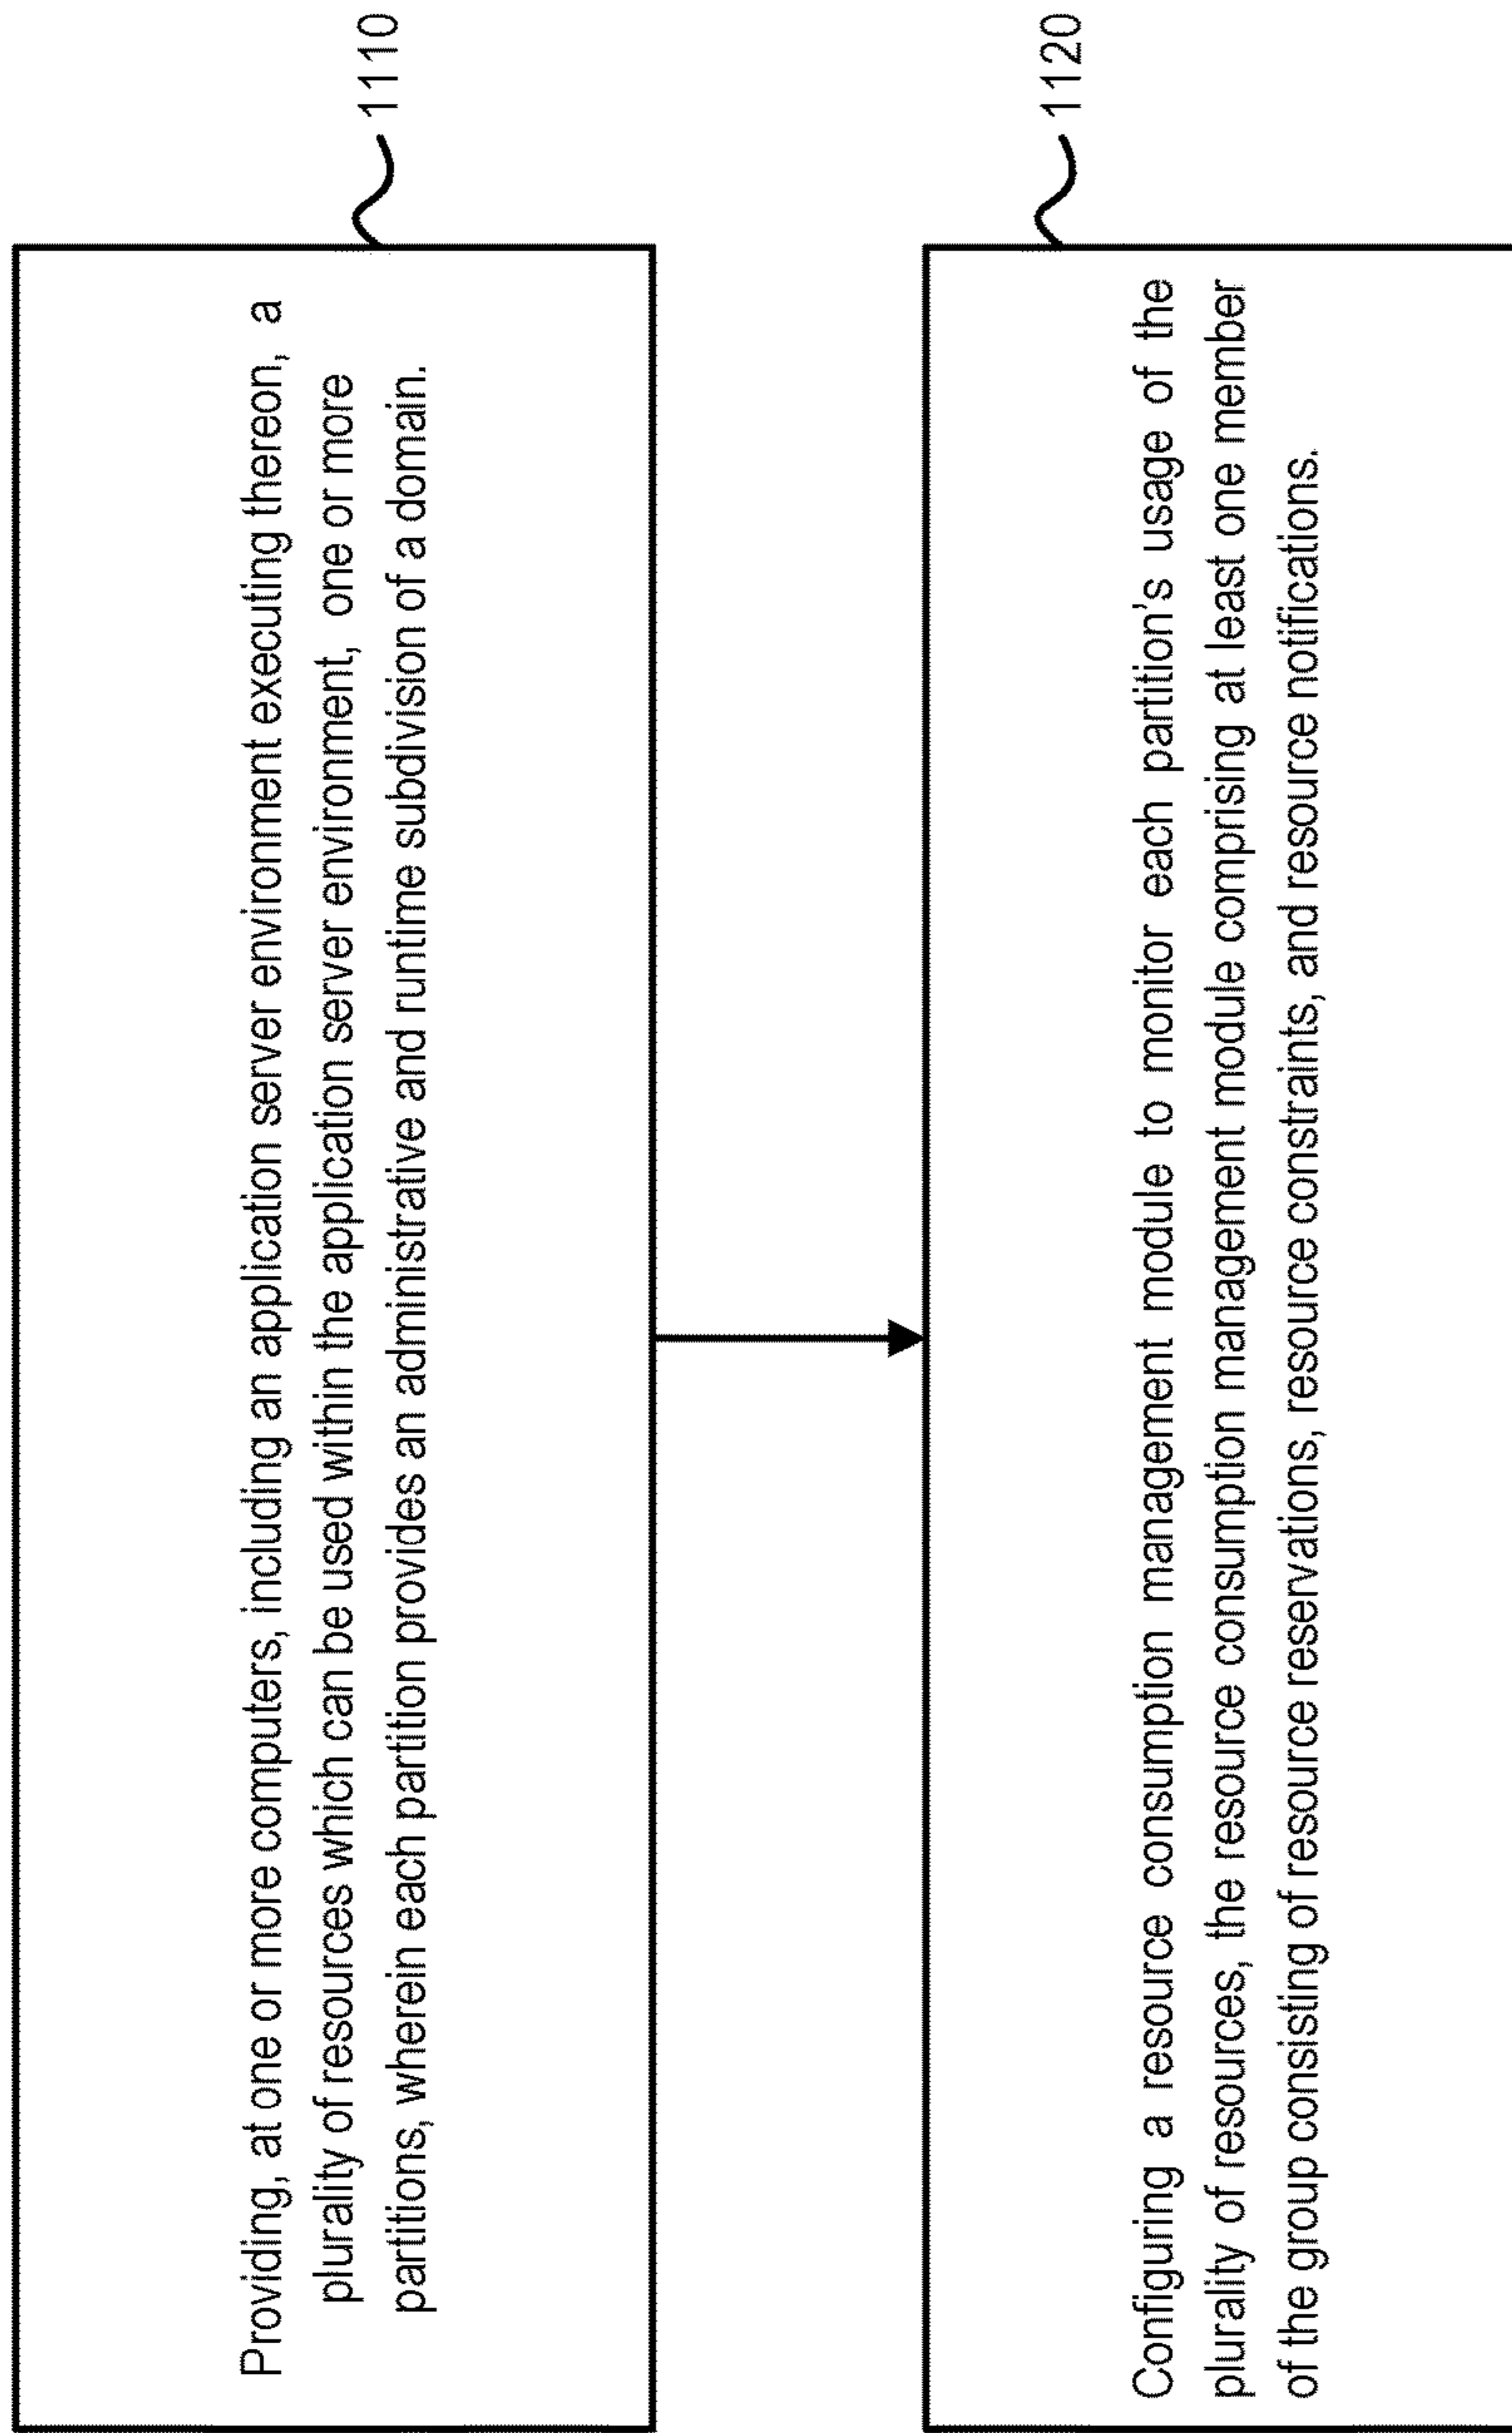 Providing, at one or more computers, including an application server environment executing thereon, a
plurality of resources which can be used within the application server environment, one or more
partitions, wherein each partition provides an administrative and runtime subdivision of a domain.
1110
Configuring a resource consumption management module to monitor each partition's usage of the
plurality of resources, the resource consumption management module comprising at least one member
of the group consisting of resource reservations, resource constraints, and resource notifications.
1120